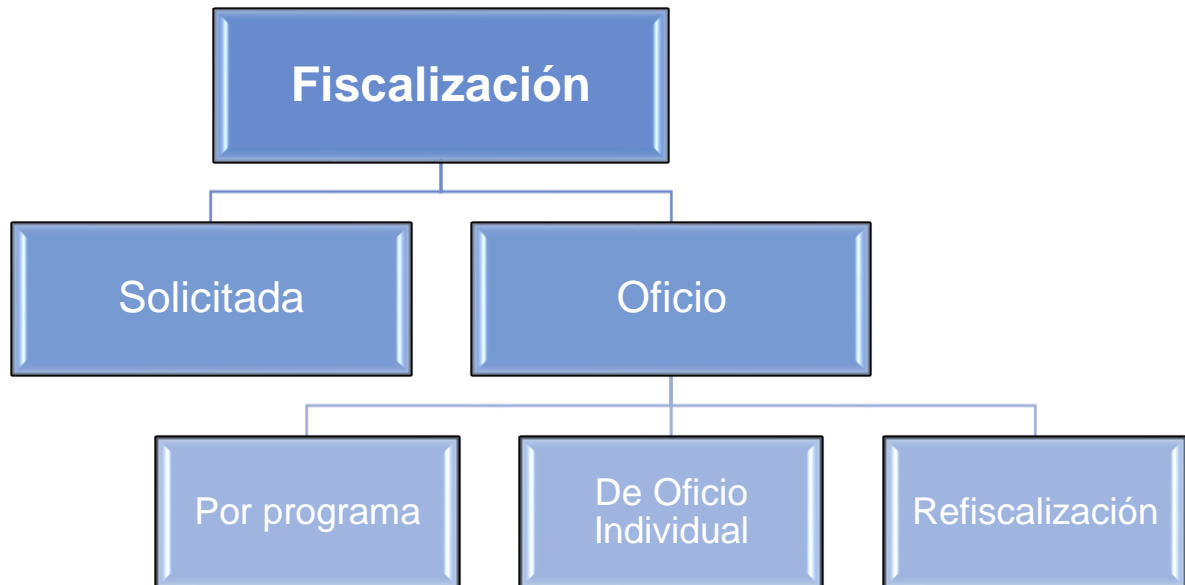 Fiscalización
Solicitada
Oficio
Por programa
De Oficio
Individual
Refiscalización